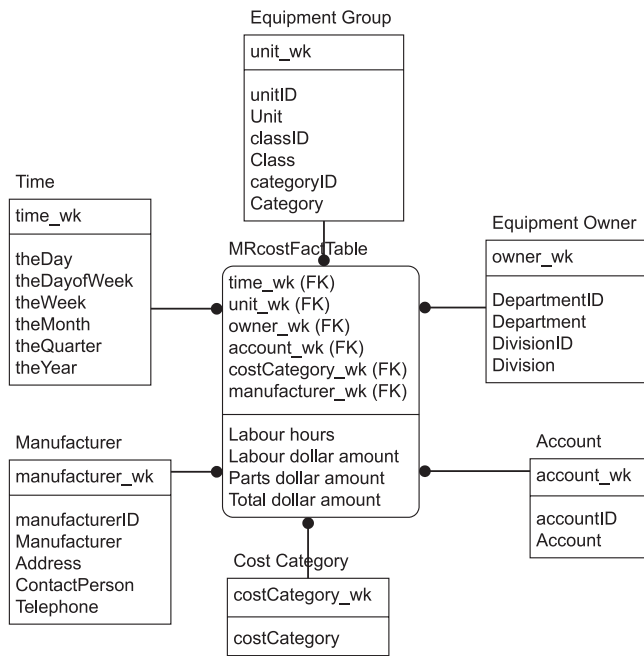 Equipment Group
unit_wk
unitID
Unit
classID
Class
categoryID
Category
Time
time_wk
theDay
theDayofWeek
theWeek
theMonth
theQuarter
theYear
MRcostFactTable
time_wk (FK)
unit_wk (FK)
owner_wk (FK)
account_wk (FK)
costCategory_wk (FK)
manufacturer_wk (FK)
Labour hours
Labour dollar amount
Parts dollar amount
Total dollar amount
Equipment Owner
owner_wk
DepartmentID
Department
DivisionID
Division
Manufacturer
manufacturer_wk
manufacturerID
Manufacturer
Address
ContactPerson
Telephone
Account
account_wk
accountID
Account
Cost Category
costCategory_wk
costCategory